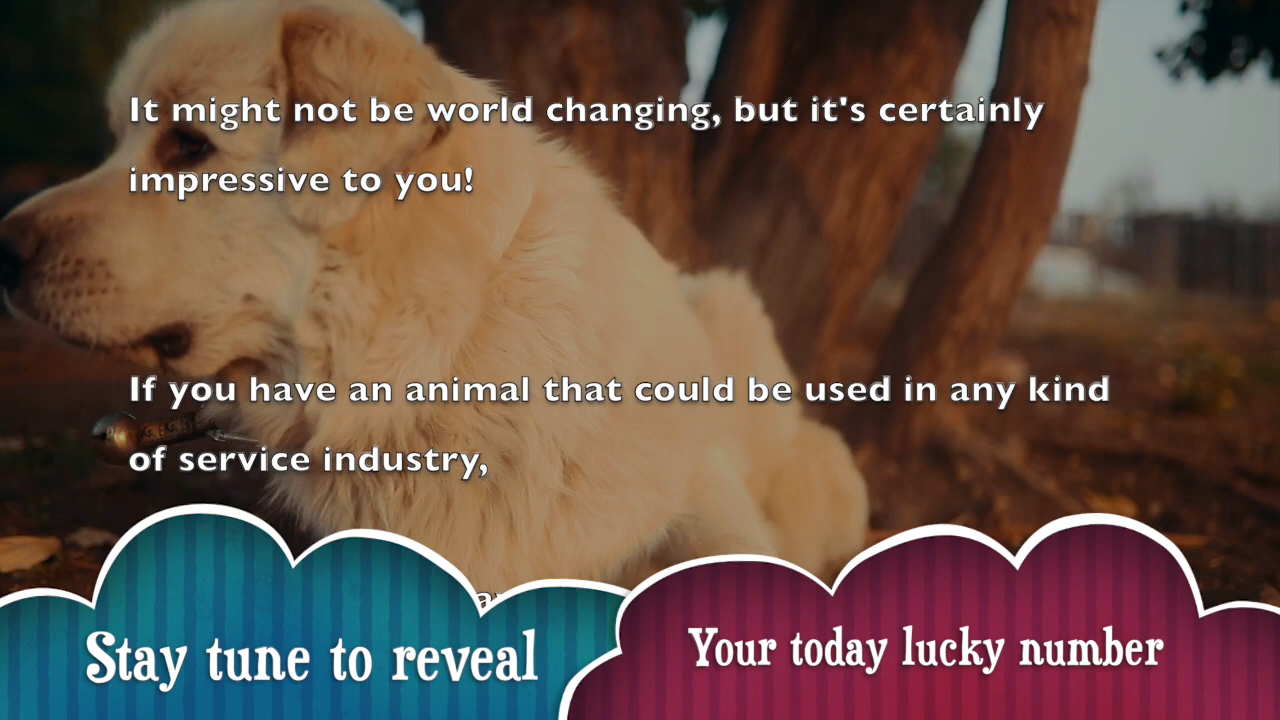 It might not be world changing, but it's certainly
impressive to you!
If you have an animal that could be used in any kind
of service industry,
Stay tune to reveal
Your today lucky number